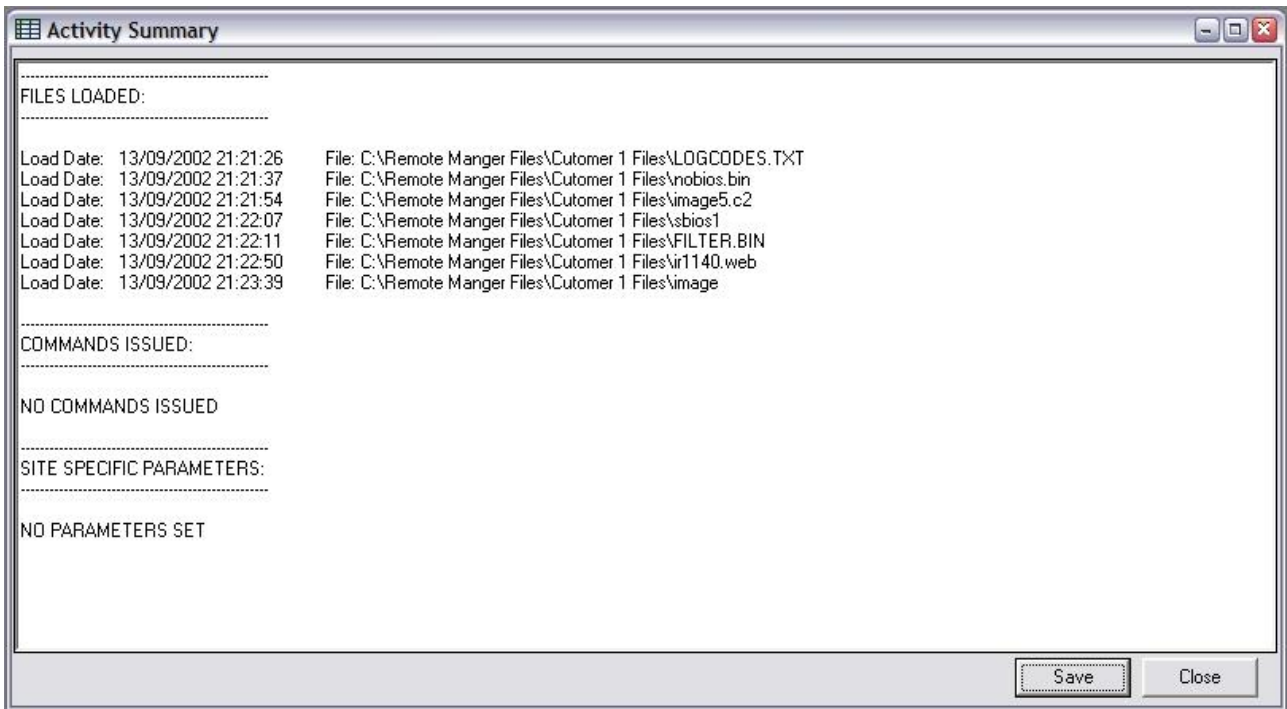 Activity Summary
--------------------------------------------------
FILES LOADED:
--------------------------------------------------
Load Date: 13/09/2002 21:21:26 File: C:\Remote Manger Files\Cutomer 1 Files\LOGCODES.TXT
Load Date: 13/09/2002 21:21:37 File: C:\Remote Manger Files\Cutomer 1 Files\nobios.bin
Load Date: 13/09/2002 21:21:54 File: C:\Remote Manger Files\Cutomer 1 Files\image5.c2
Load Date: 13/09/2002 21:22:07 File: C:\Remote Manger Files\Cutomer 1 Files\sbios1
Load Date: 13/09/2002 21:22:11 File: C:\Remote Manger Files\Cutomer 1 Files\FILTER.BIN
Load Date: 13/09/2002 21:22:50 File: C:\Remote Manger Files\Cutomer 1 Files\ir1140.web
Load Date: 13/09/2002 21:23:39 File: C:\Remote Manger Files\Cutomer 1 Files\image
--------------------------------------------------
COMMANDS ISSUED:
--------------------------------------------------
NO COMMANDS ISSUED
--------------------------------------------------
SITE SPECIFIC PARAMETERS:
--------------------------------------------------
NO PARAMETERS SET
Save Close